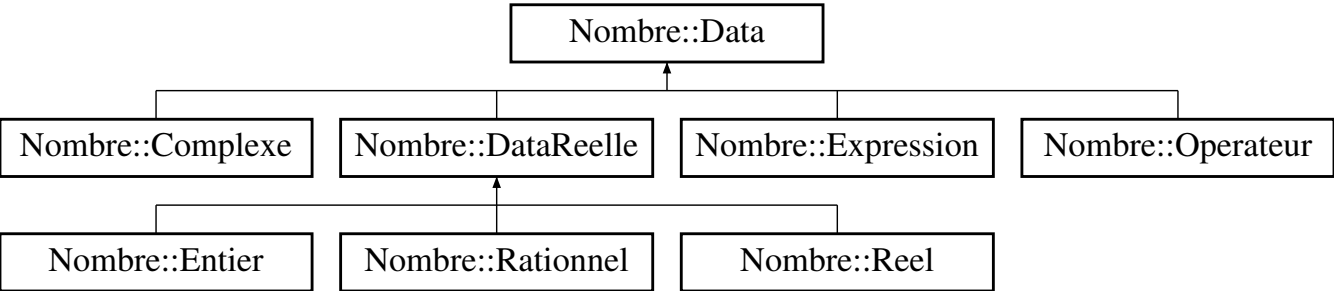 Nombre::Data
Nombre::Complexe
Nombre::DataReelle
Nombre::Expression
Nombre::Operateur
Nombre::Entier
Nombre::Rationnel
Nombre::Reel